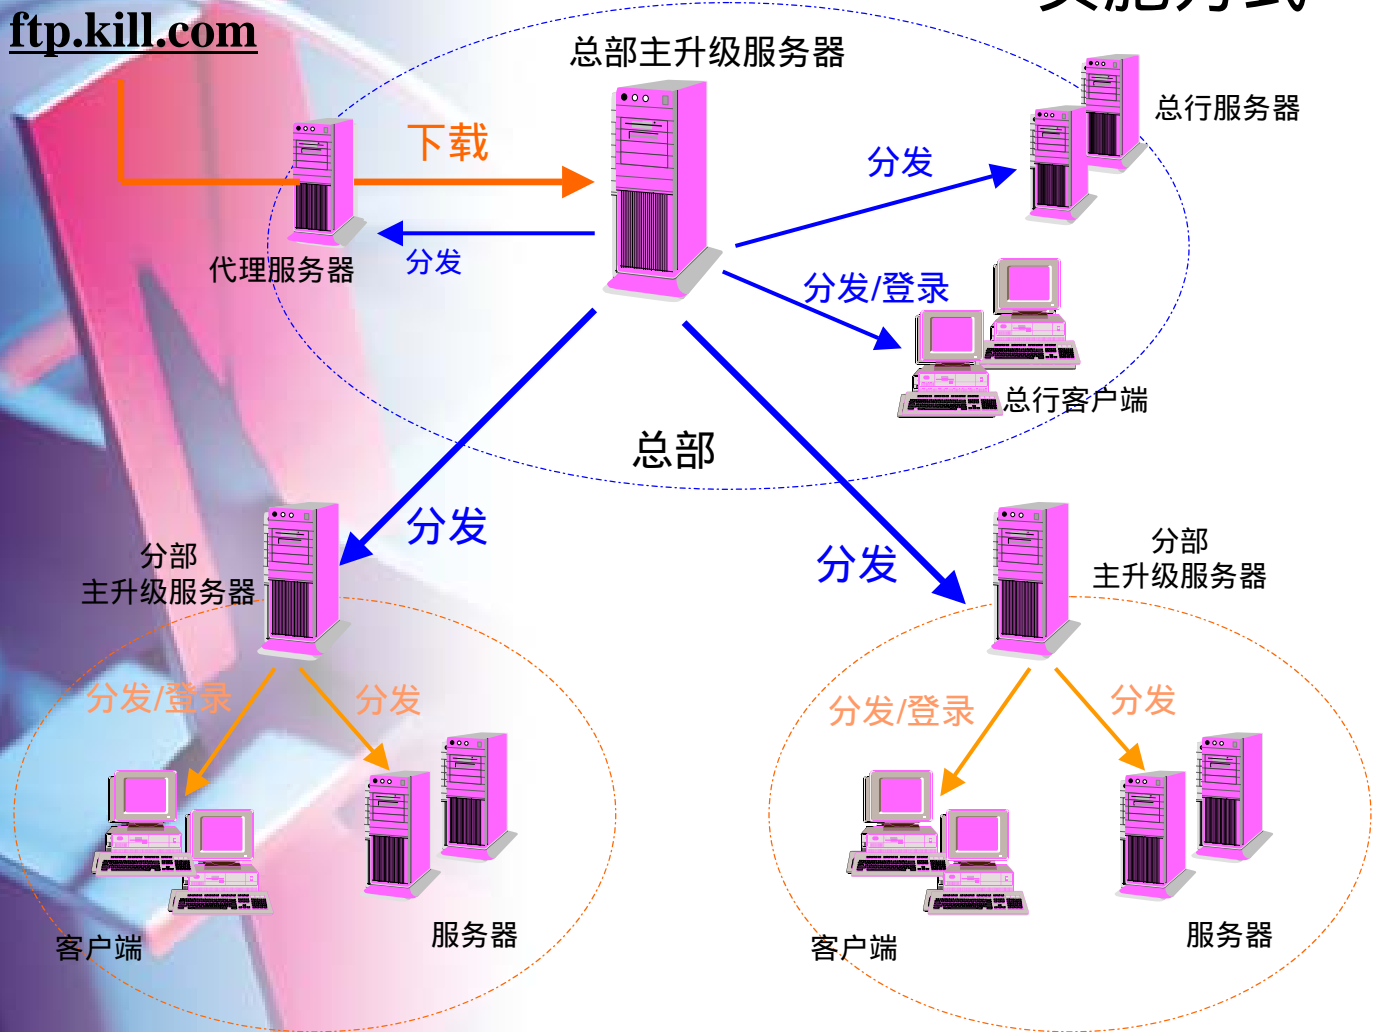 实施方式
ftp.kill.com
总部主升级服务器
总行服务器
下载
分发
代理服务器
分发
分发/登录
总行客户端
总部
分发
分发
分部
主升级服务器
分部
主升级服务器
分发/登录
分发
分发/登录
分发
客户端
服务器
客户端
服务器